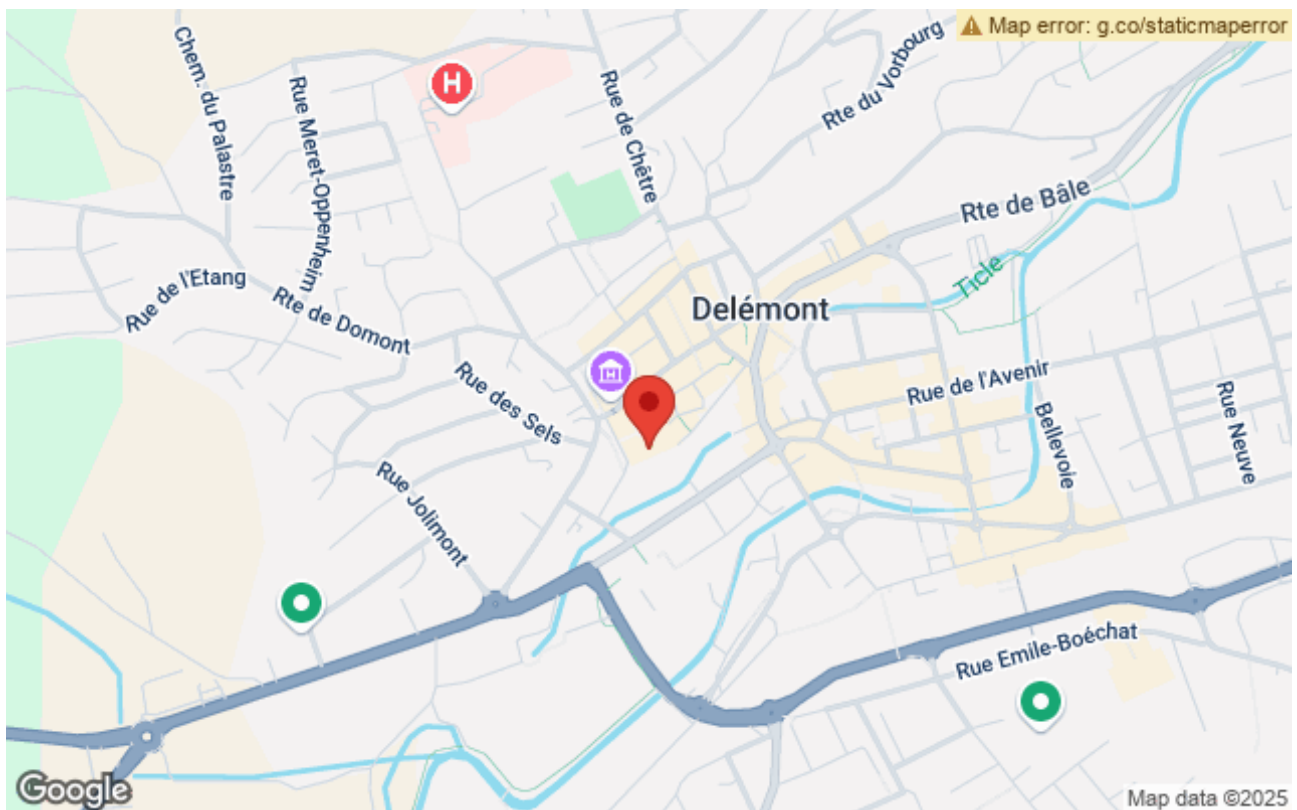 Map error: g.co/staticmaperror
Chem. du Palastre
Rue Meret-Oppenheim
H
Rue de Chêtre
Rte du Vorbourg
Rte de Bâle
Ticle
Rue de l'Etang
Rte de Domont
Delémont
Rue des Sels
Rue de l'Avenir
Bellevoie
Rue Neuve
Rue Jolimont
Rue Emile-Boéchat
Google
Map data ©2025